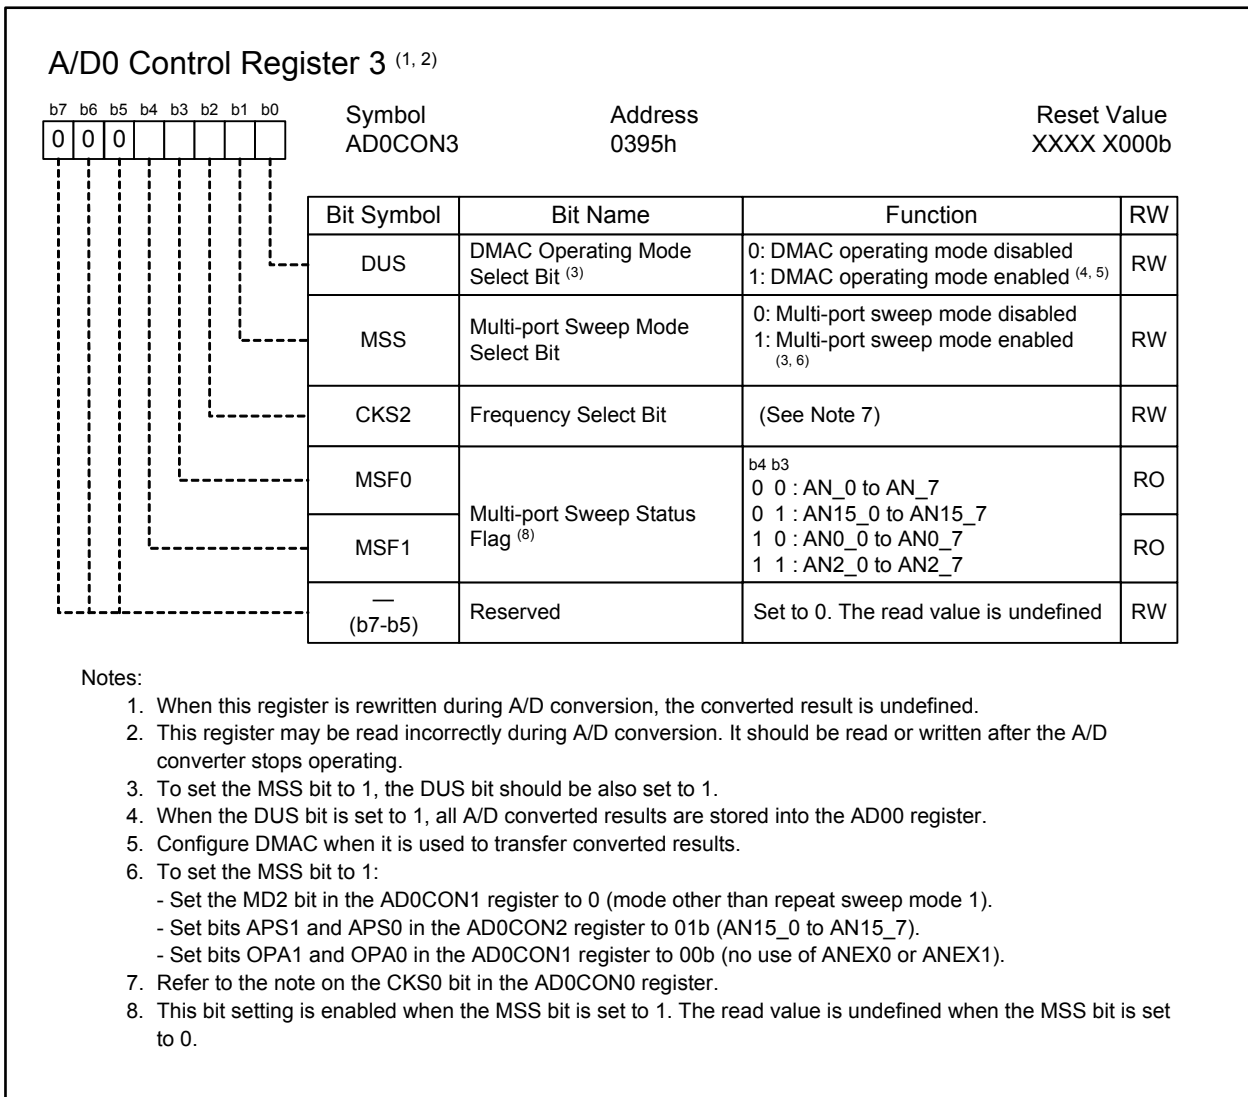 A/D0 Control Register 3 (1, 2)
b7 b6 b5 b4 b3 b2 b1 b0
0 0 0
Symbol Address Reset Value
AD0CON3 0395h XXXX X000b
Bit Symbol Bit Name Function RW
DUS DMAC Operating Mode Select Bit (3) 0: DMAC operating mode disabled RW
1: DMAC operating mode enabled (4, 5)
MSS Multi-port Sweep Mode Select Bit 0: Multi-port sweep mode disabled RW
1: Multi-port sweep mode enabled
(3, 6)
CKS2 Frequency Select Bit (See Note 7) RW
MSF0 Multi-port Sweep Status Flag (8) b4 b3 RO
0 0 : AN_0 to AN_7
0 1 : AN15_0 to AN15_7
MSF1 1 0 : AN0_0 to AN0_7 RO
1 1 : AN2_0 to AN2_7
— (b7-b5) Reserved Set to 0. The read value is undefined RW
Notes:
1. When this register is rewritten during A/D conversion, the converted result is undefined.
2. This register may be read incorrectly during A/D conversion. It should be read or written after the A/D
converter stops operating.
3. To set the MSS bit to 1, the DUS bit should be also set to 1.
4. When the DUS bit is set to 1, all A/D converted results are stored into the AD00 register.
5. Configure DMAC when it is used to transfer converted results.
6. To set the MSS bit to 1:
- Set the MD2 bit in the AD0CON1 register to 0 (mode other than repeat sweep mode 1).
- Set bits APS1 and APS0 in the AD0CON2 register to 01b (AN15_0 to AN15_7).
- Set bits OPA1 and OPA0 in the AD0CON1 register to 00b (no use of ANEX0 or ANEX1).
7. Refer to the note on the CKS0 bit in the AD0CON0 register.
8. This bit setting is enabled when the MSS bit is set to 1. The read value is undefined when the MSS bit is set
to 0.